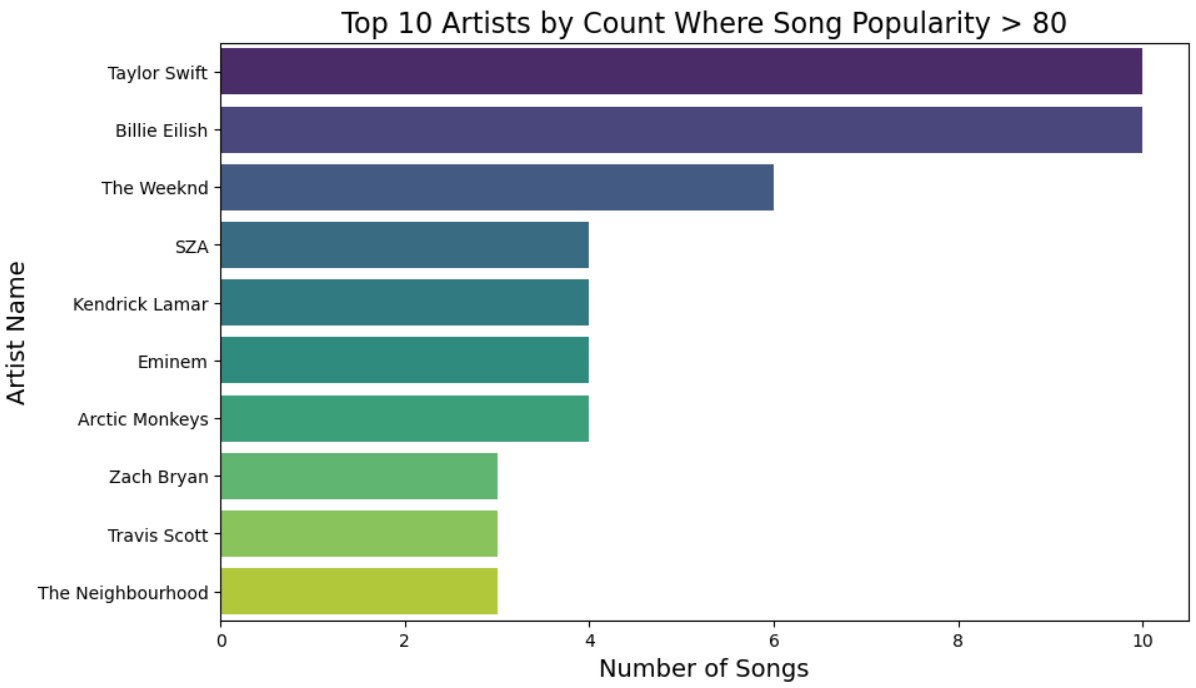 Top 10 Artists by Count Where Song Popularity > 80
Artist Name
Taylor Swift
Billie Eilish
The Weeknd
SZA
Kendrick Lamar
Eminem
Arctic Monkeys
Zach Bryan
Travis Scott
The Neighbourhood
0 2 4 6 8 10
Number of Songs